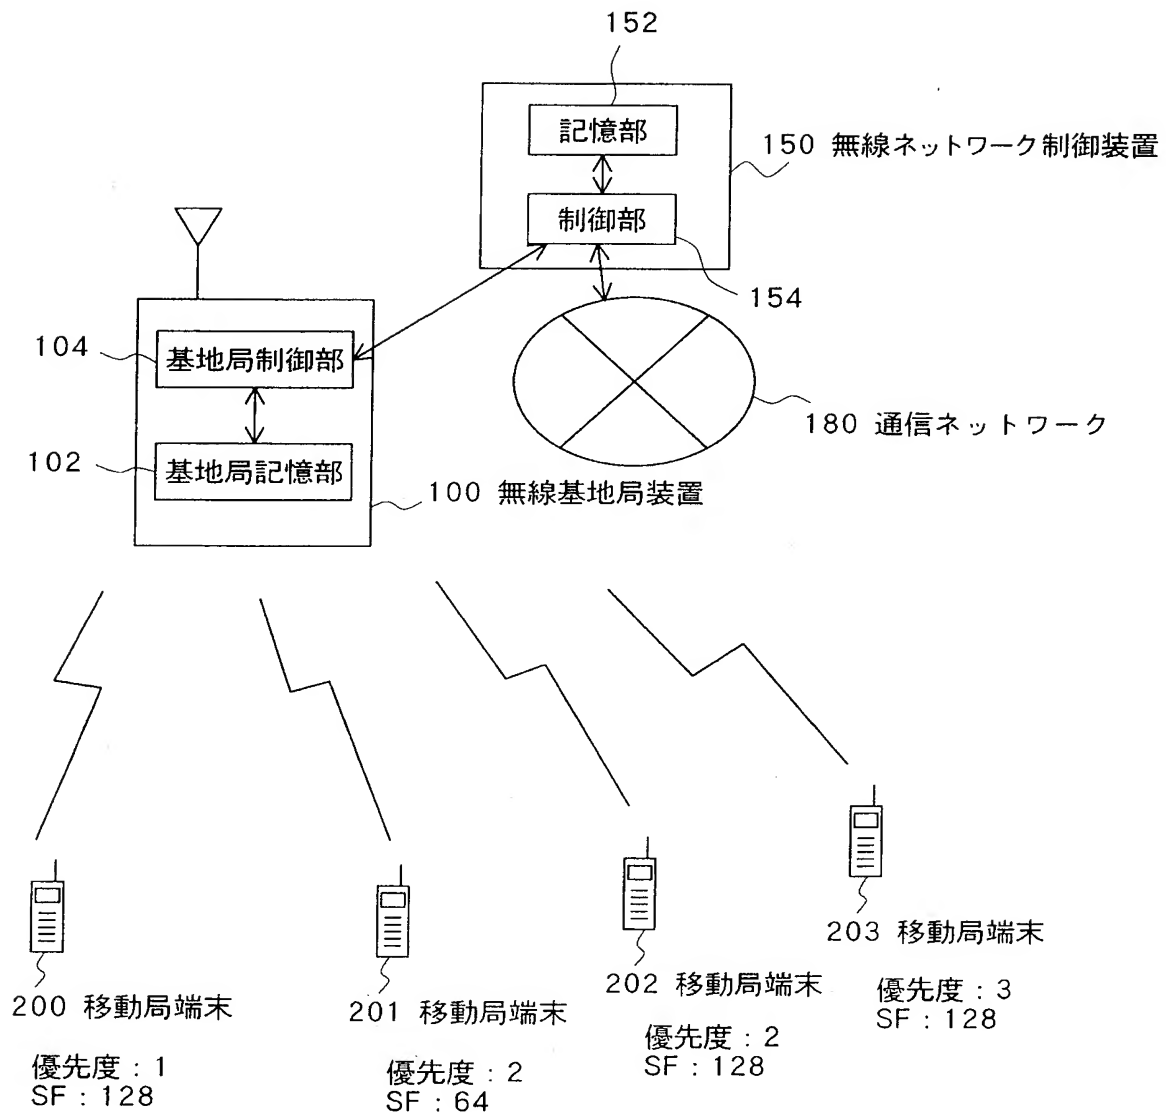 152
記憶部
150 無線ネットワーク制御装置
制御部
154
104
基地局制御部
180 通信ネットワーク
102
基地局記憶部
100 無線基地局装置
203 移動局端末
優先度:3
SF:128
202 移動局端末
優先度:2
SF:128
200 移動局端末
優先度:1
SF:128
201 移動局端末
優先度:2
SF:64